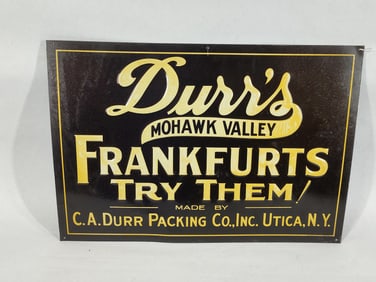 Durr's
MOHAWK VALLEY
FRANKFURTS
TRY THEM!
MADE BY
C.A. DURR PACKING CO., INC. UTICA, N.Y.